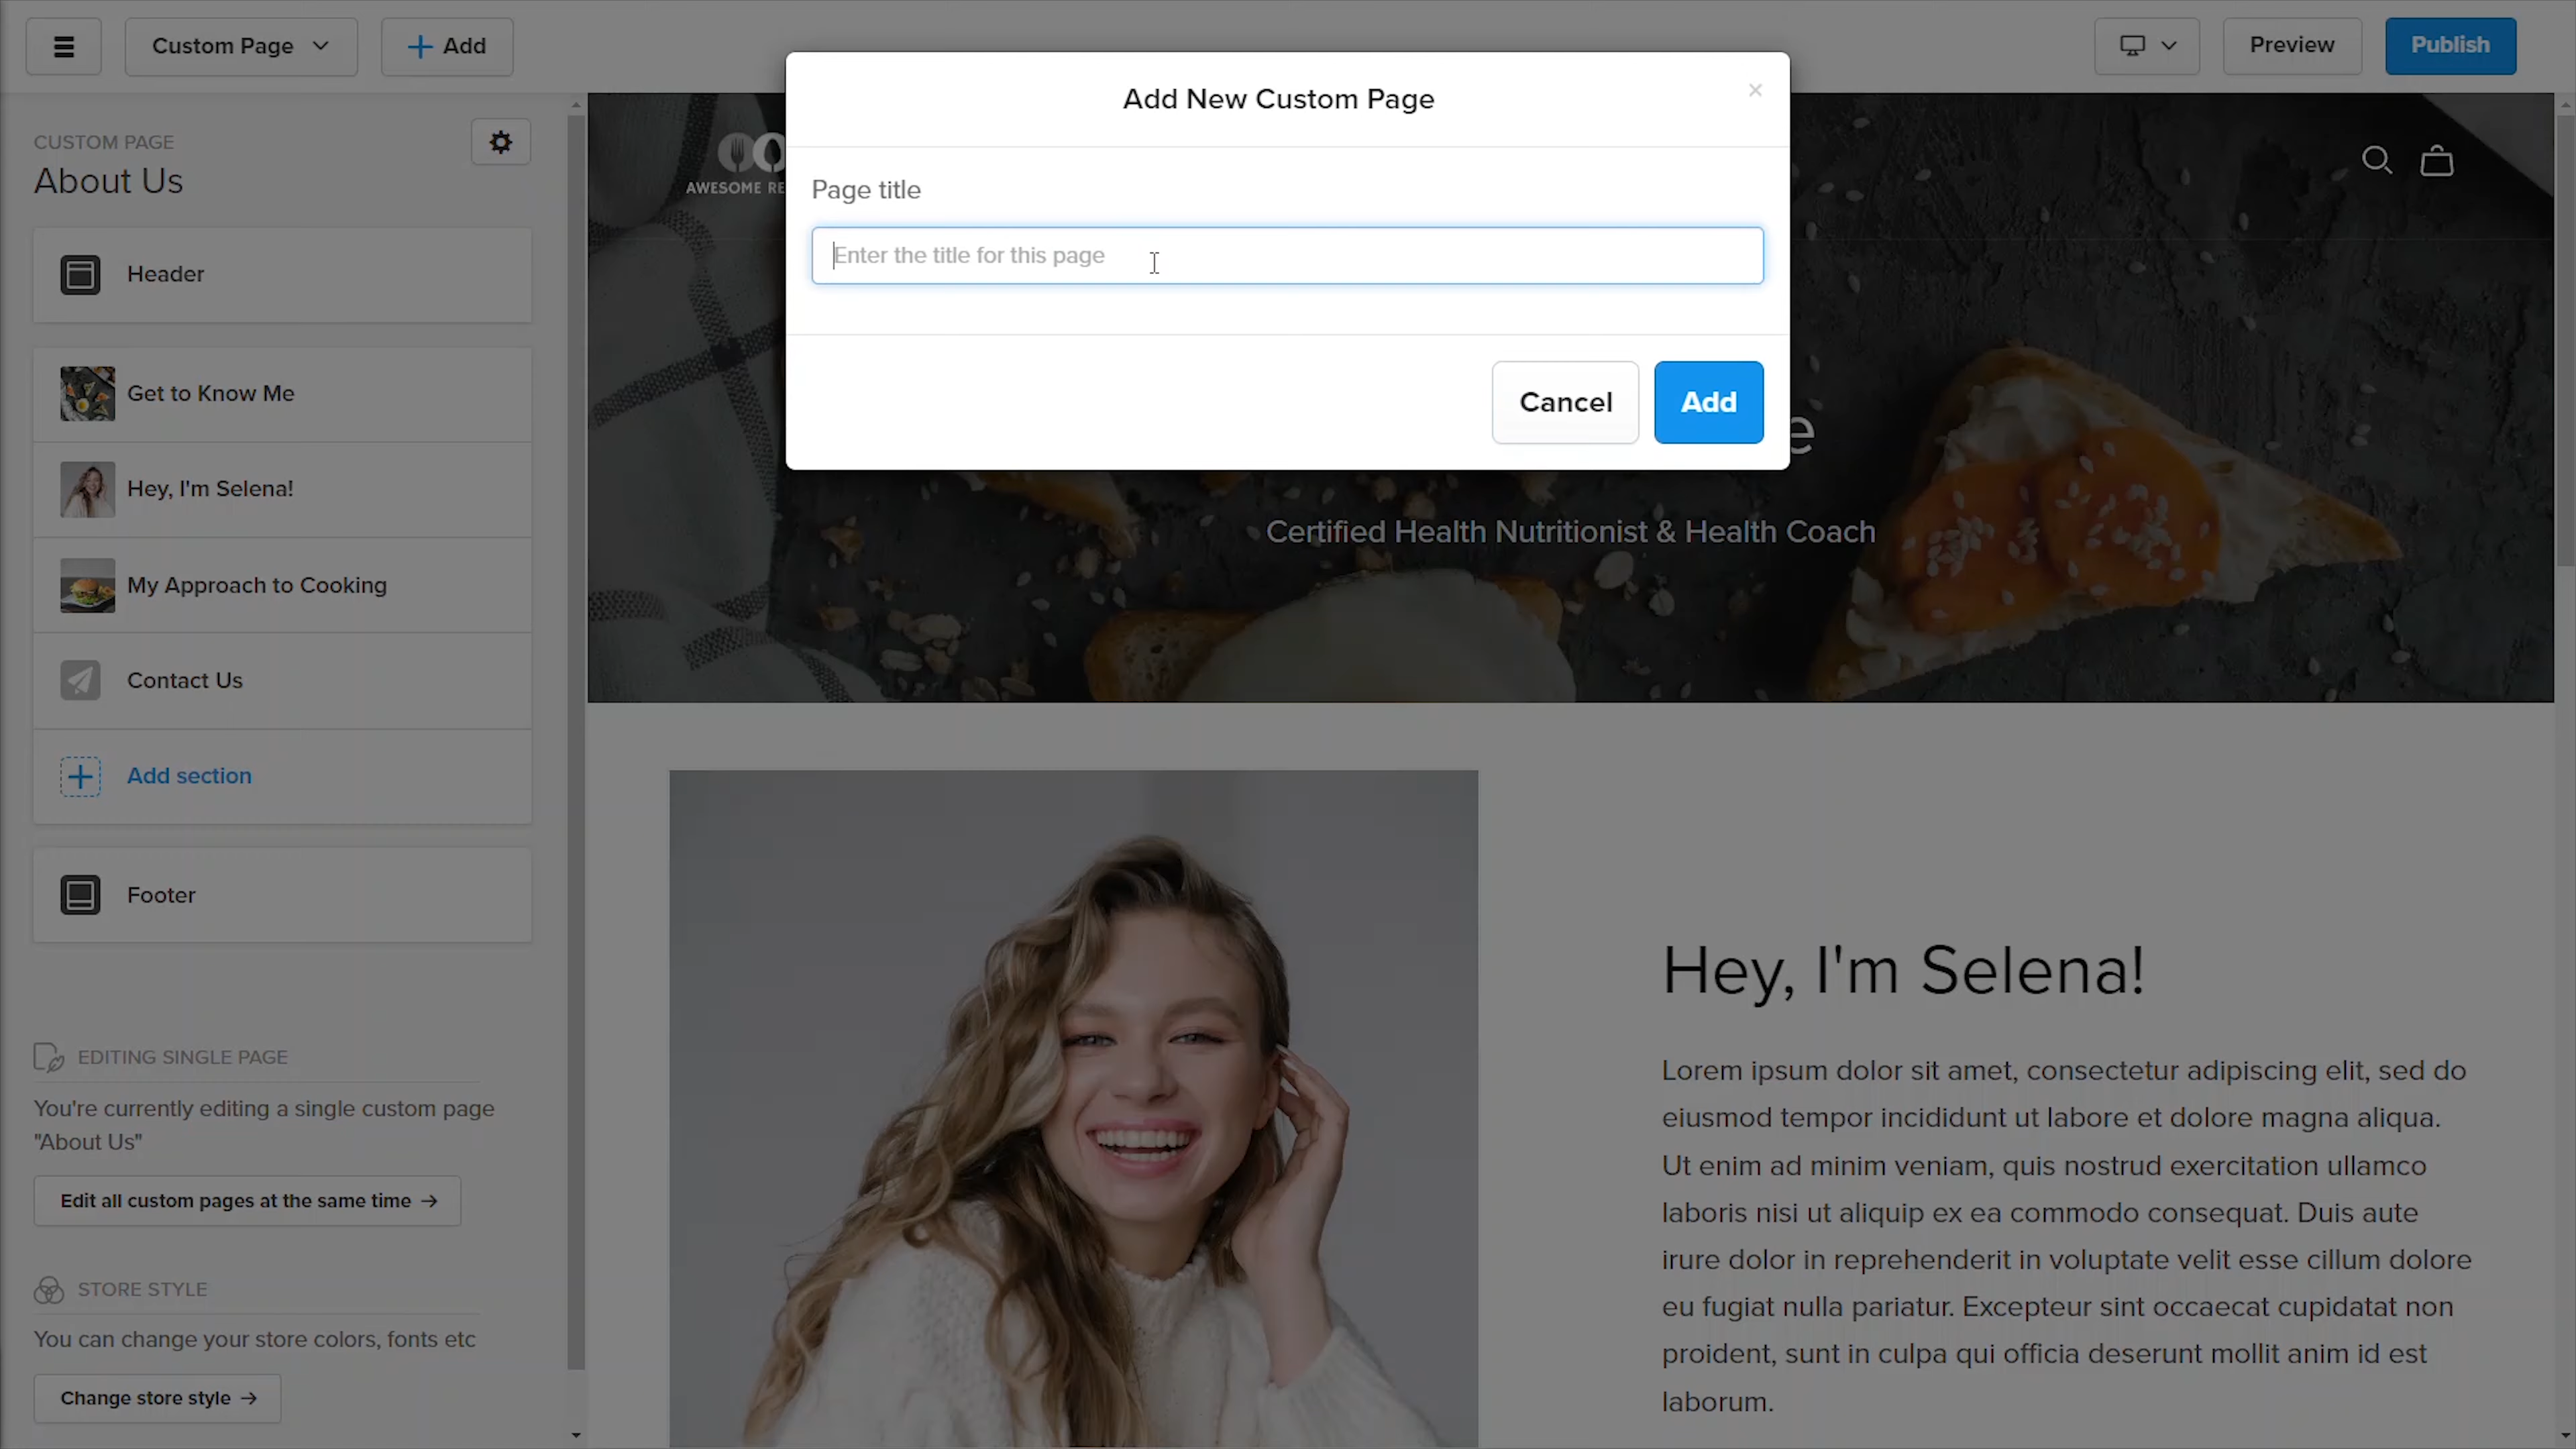 Custom Page
+ Add
Preview
Publish
CUSTOM PAGE
About Us
Header
Get to Know Me
Hey, I'm Selena!
My Approach to Cooking
Contact Us
Add section
Footer
EDITING SINGLE PAGE
You're currently editing a single custom page
"About Us"
Edit all custom pages at the same time →
STORE STYLE
You can change your store colors, fonts etc
Change store style →
Add New Custom Page
×
Page title
Enter the title for this page
Cancel
Add
AWESOME RE
e
Certified Health Nutritionist & Health Coach
Hey, I'm Selena!
Lorem ipsum dolor sit amet, consectetur adipiscing elit, sed do
eiusmod tempor incididunt ut labore et dolore magna aliqua.
Ut enim ad minim veniam, quis nostrud exercitation ullamco
laboris nisi ut aliquip ex ea commodo consequat. Duis aute
irure dolor in reprehenderit in voluptate velit esse cillum dolore
eu fugiat nulla pariatur. Excepteur sint occaecat cupidatat non
proident, sunt in culpa qui officia deserunt mollit anim id est
laborum.